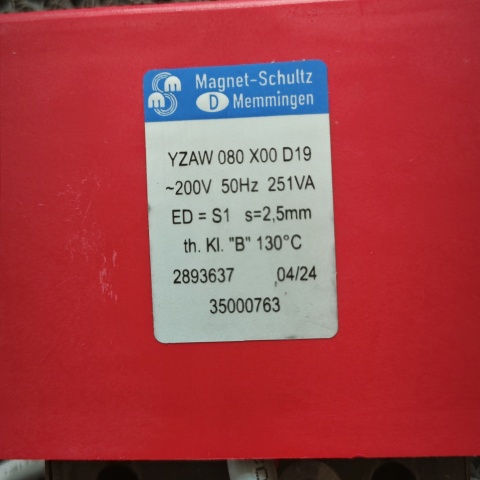 Magnet-Schultz
D Memmingen
YZAW 080 X00 D19
~200V 50Hz 251VA
ED = S1 s=2,5mm
th. Kl. "B" 130°C
2893637 04/24
35000763